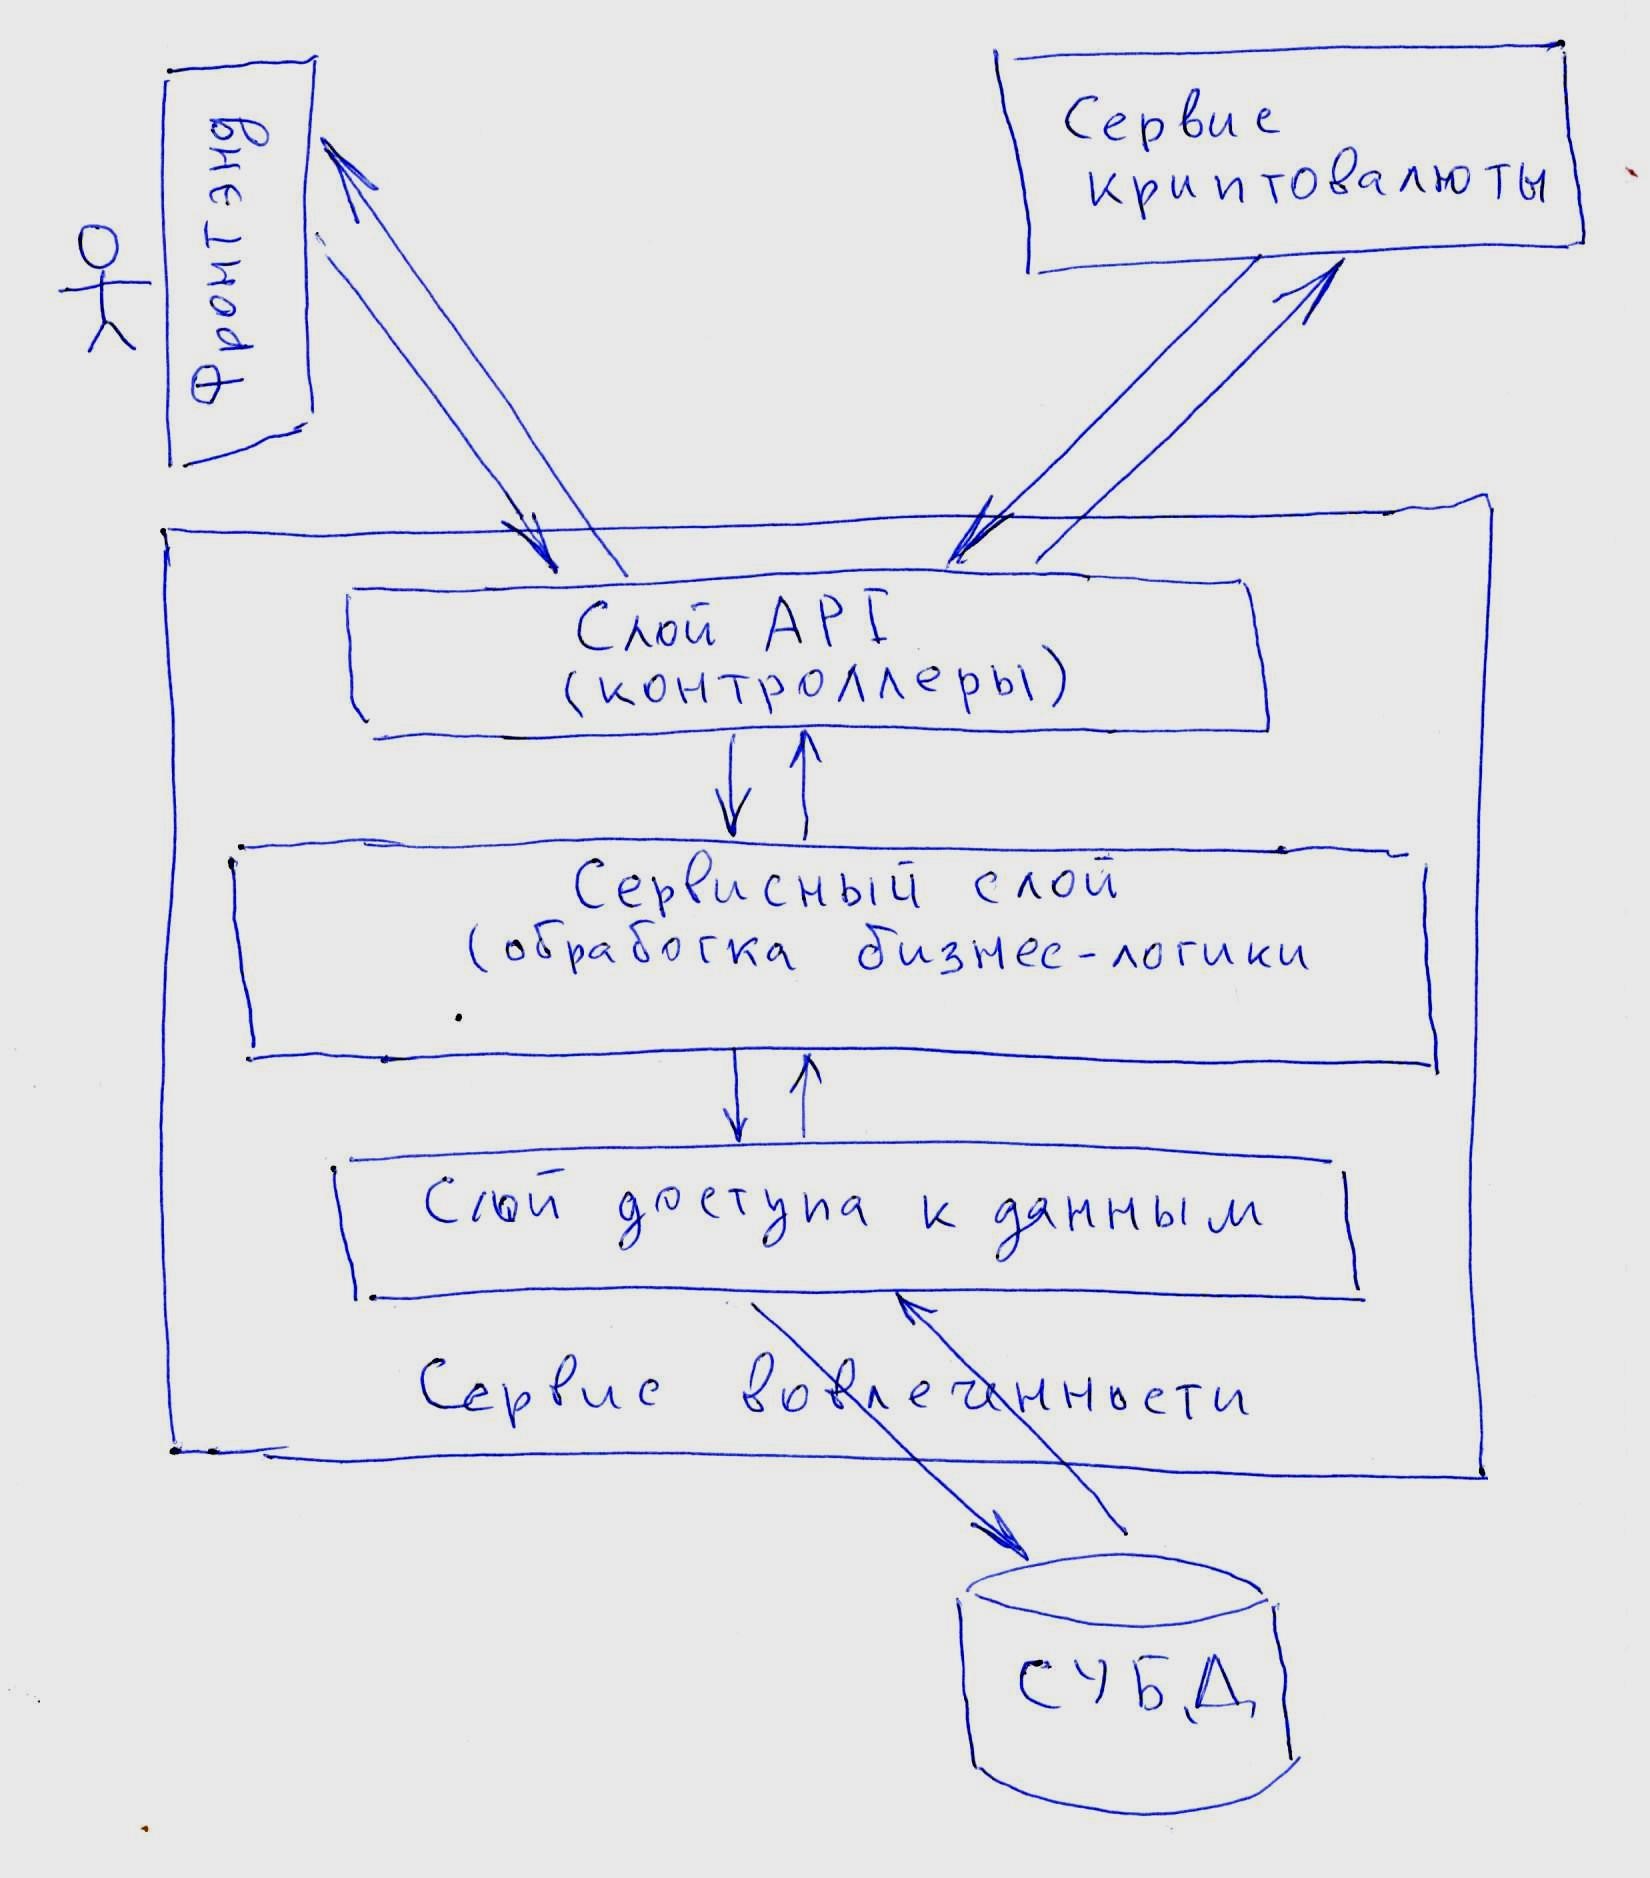 Фронтэнд
Сервис
криптовалюты
Слой API
(контроллеры)
Сервисный слой
(обработка бизнес-логики
Слой доступа к данным
Сервис вовлечённости
СУБД